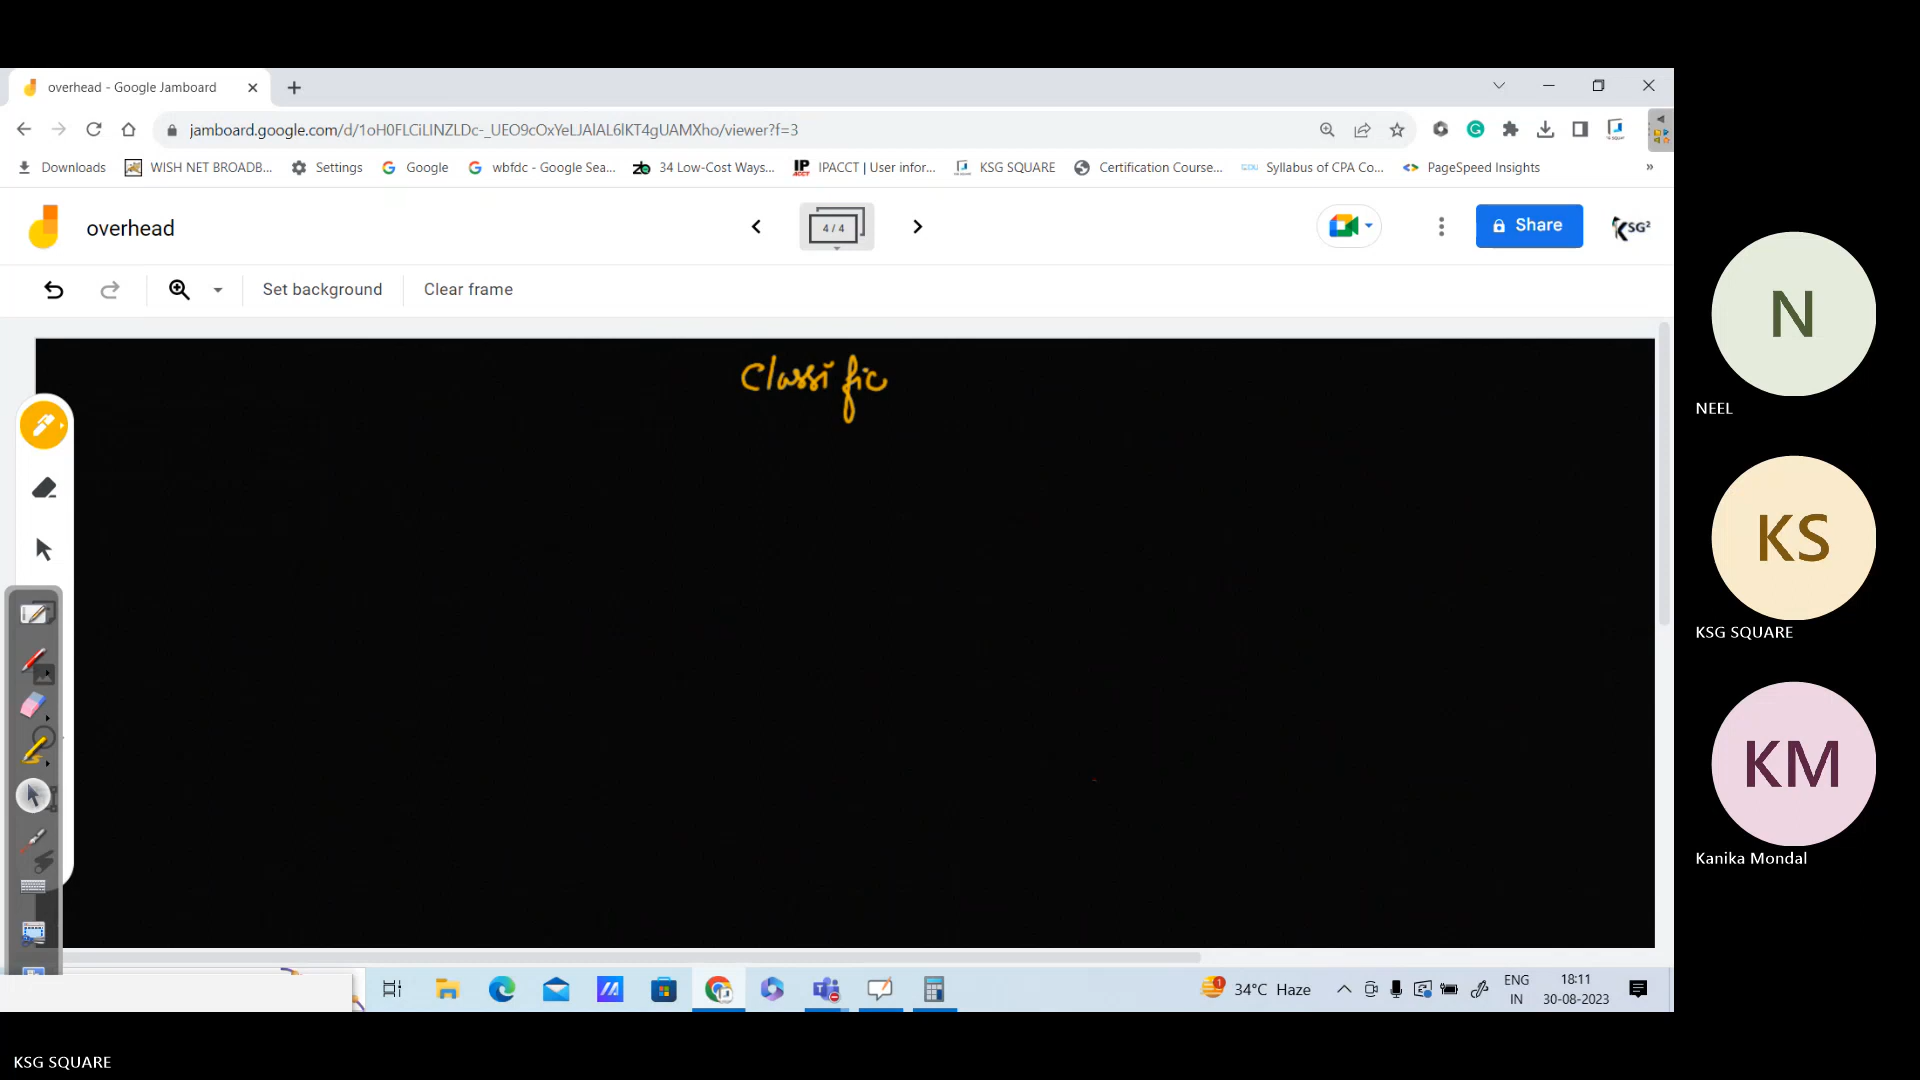 overhead - Google Jamboard
jamboard.google.com/d/1oH0FLCiLINZLDc-_UEO9cOxYeLJAlAL6lKT4gUAMXho/viewer?f=3
Downloads WISH NET BROADB... Settings Google wbfdc - Google Sea... 34 Low-Cost Ways... IPACCT | User infor... KSG SQUARE Certification Course... Syllabus of CPA Co... PageSpeed Insights »
overhead 4 / 4 Share KSG²
Set background Clear frame
Classific
N
NEEL
KS
KSG SQUARE
KM
Kanika Mondal
34°C Haze ENG IN 18:11 30-08-2023
KSG SQUARE